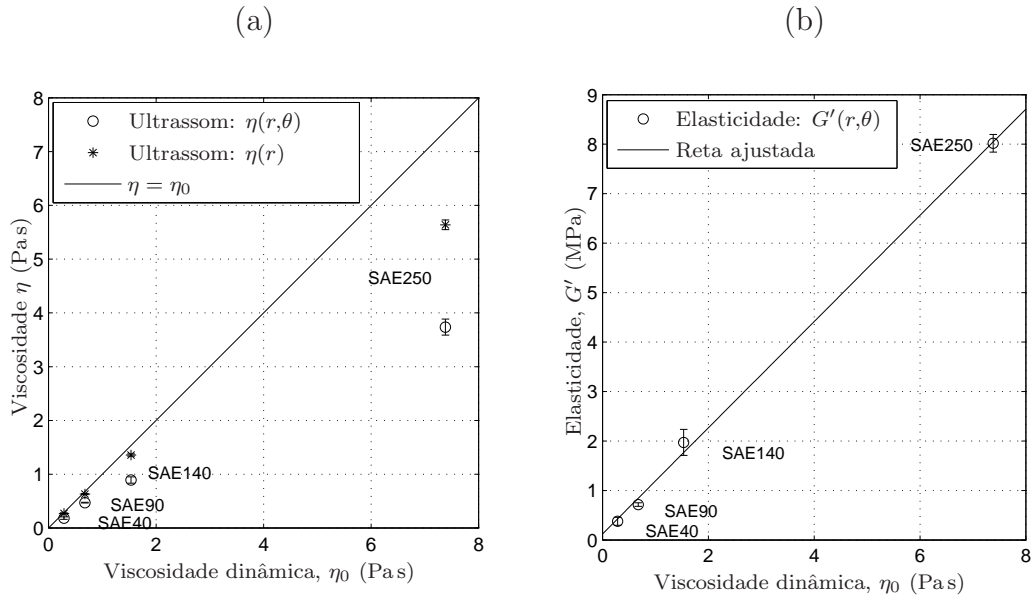 (a)
8
7
6
5
4
3
2
1
0
0
2
4
6
8
Viscosidade η (Pa s)
Viscosidade dinâmica, η₀ (Pa s)
Ultrassom: η(r,θ)
Ultrassom: η(r)
η = η₀
SAE250
SAE140
SAE90
SAE40
(b)
9
8
7
6
5
4
3
2
1
0
0
2
4
6
8
Elasticidade, G′ (MPa)
Viscosidade dinâmica, η₀ (Pa s)
Elasticidade: G′(r,θ)
Reta ajustada
SAE250
SAE140
SAE90
SAE40